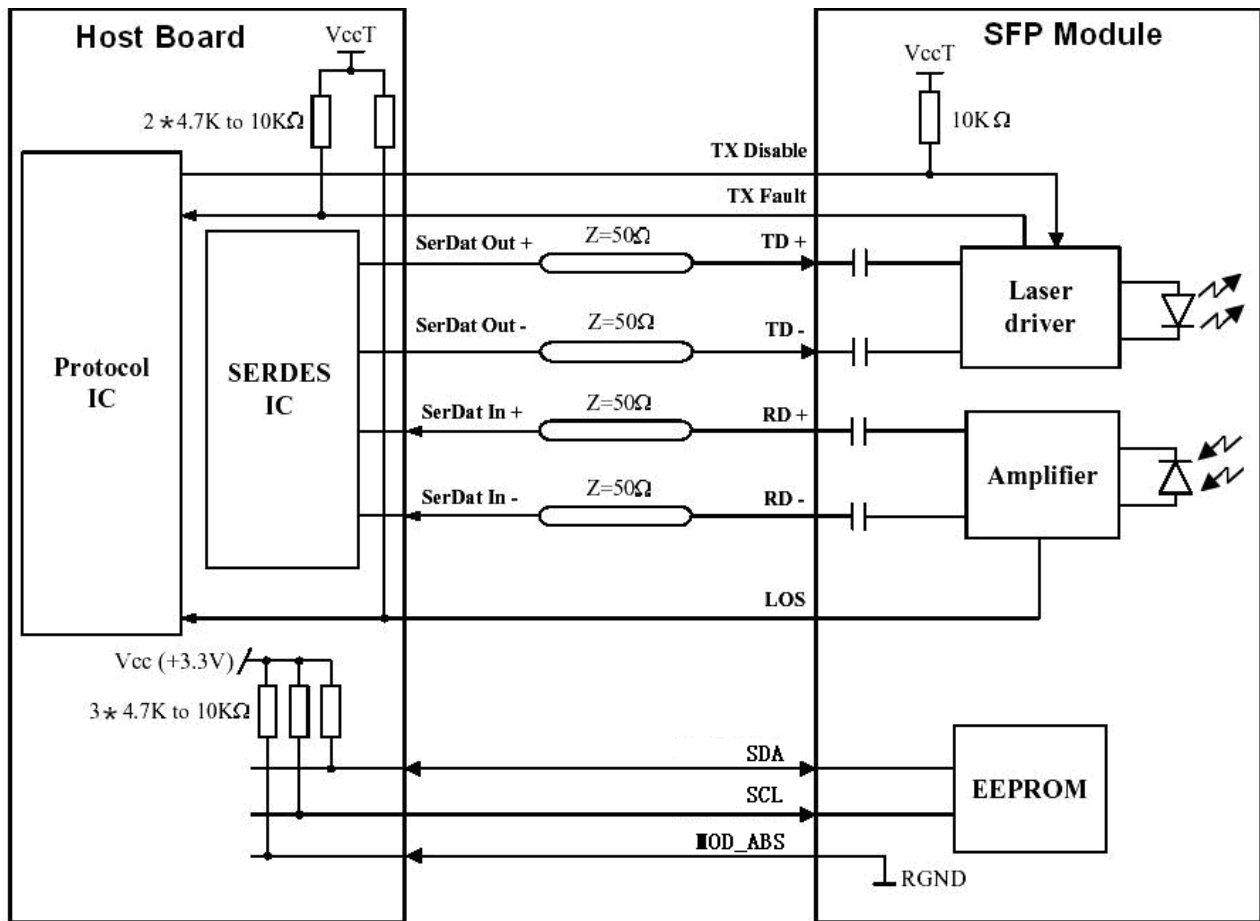 Host Board
SFP Module
VccT
VccT
2*4.7K to 10KΩ
10KΩ
TX Disable
TX Fault
SerDat Out +
Z=50Ω
TD +
SerDat Out -
Z=50Ω
TD -
Laser
driver
Protocol
IC
SERDES
IC
SerDat In +
Z=50Ω
RD +
SerDat In -
Z=50Ω
RD -
Amplifier
LOS
Vcc (+3.3V)
3*4.7K to 10KΩ
SDA
SCL
MOD_ABS
EEPROM
RGND